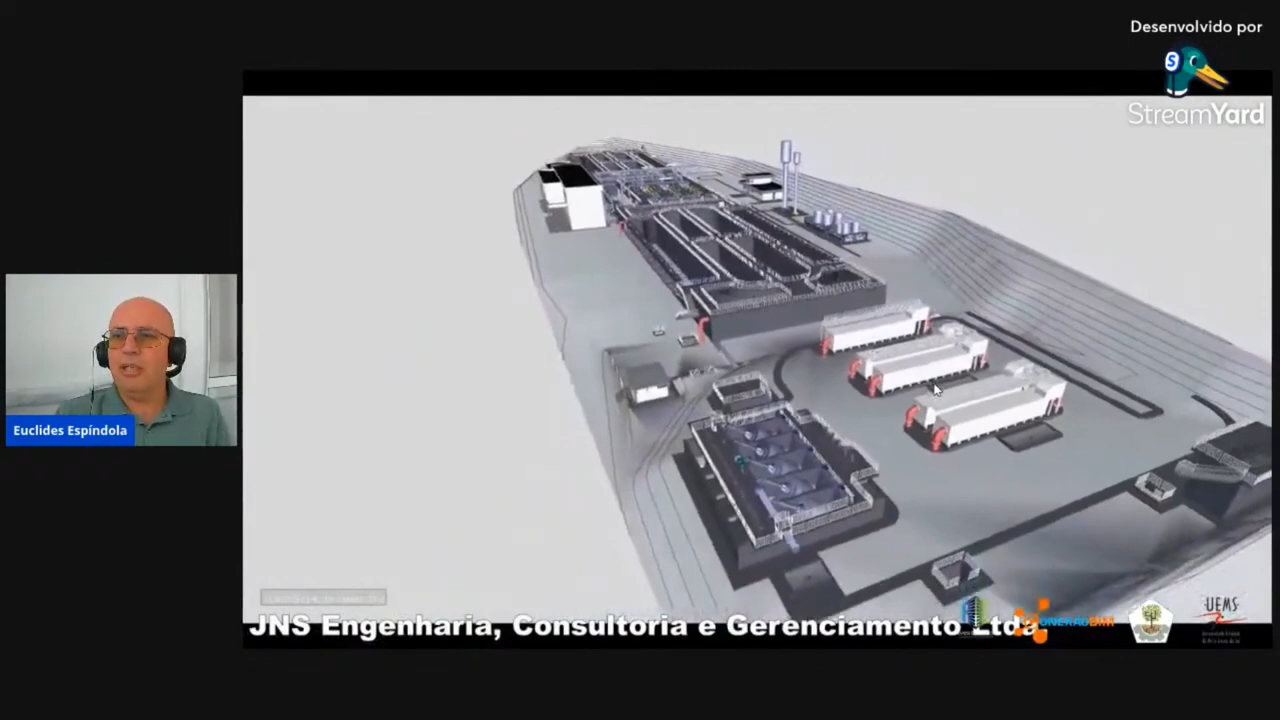 Desenvolvido por
StreamYard
Euclides Espíndola
JNS Engenharia, Consultoria e Gerenciamento Ltda
UEMS